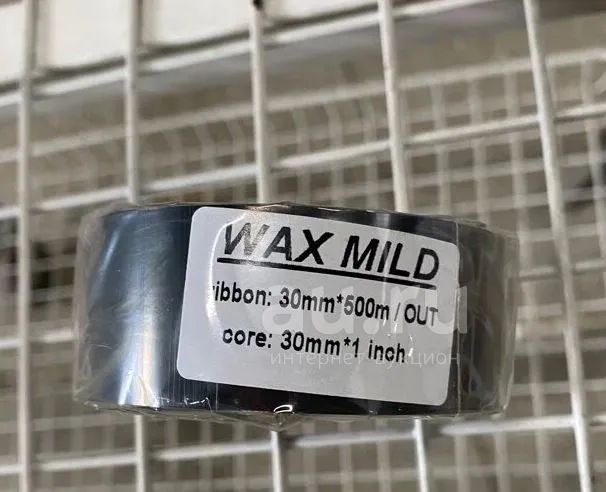 WAX MILD
ribbon: 30mm*500m / OUT
core: 30mm*1 inch
au.ru
интернет аукцион